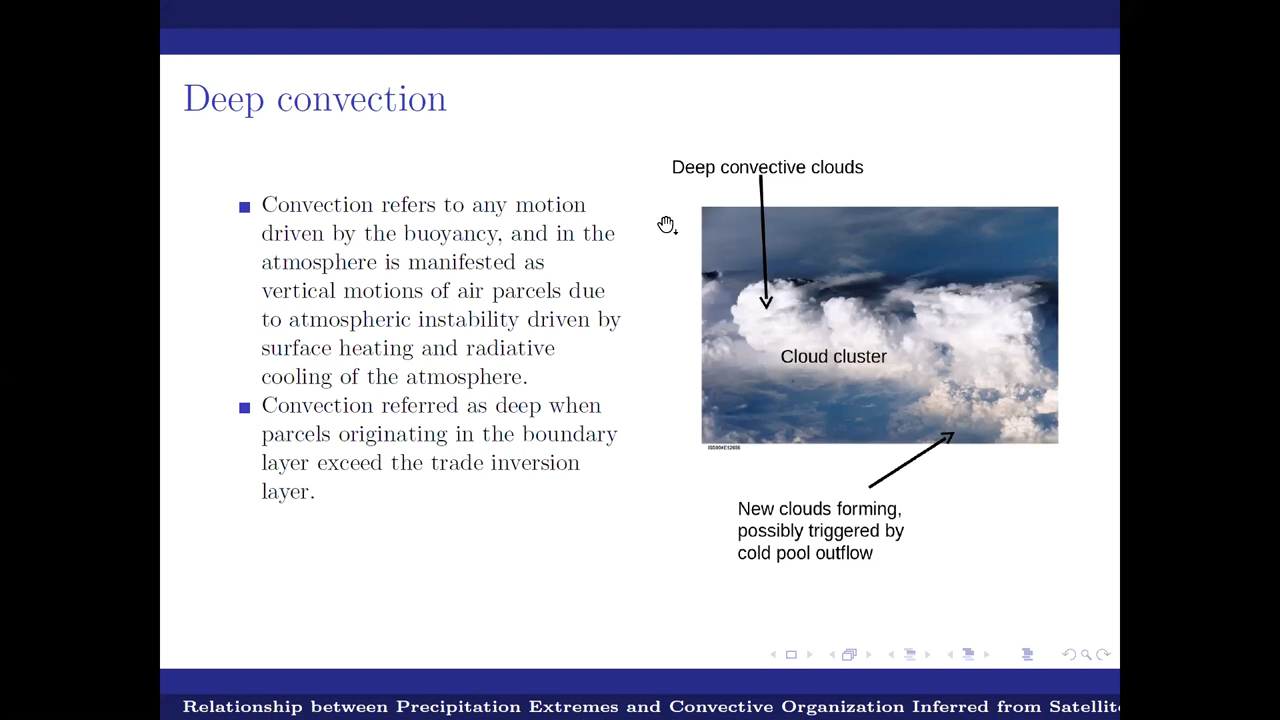 Deep convection
Convection refers to any motion
driven by the buoyancy, and in the
atmosphere is manifested as
vertical motions of air parcels due
to atmospheric instability driven by
surface heating and radiative
cooling of the atmosphere.
Convection referred as deep when
parcels originating in the boundary
layer exceed the trade inversion
layer.
Deep convective clouds
Cloud cluster
ISS004E12656
New clouds forming,
possibly triggered by
cold pool outflow
Relationship between Precipitation Extremes and Convective Organization Inferred from Satellite